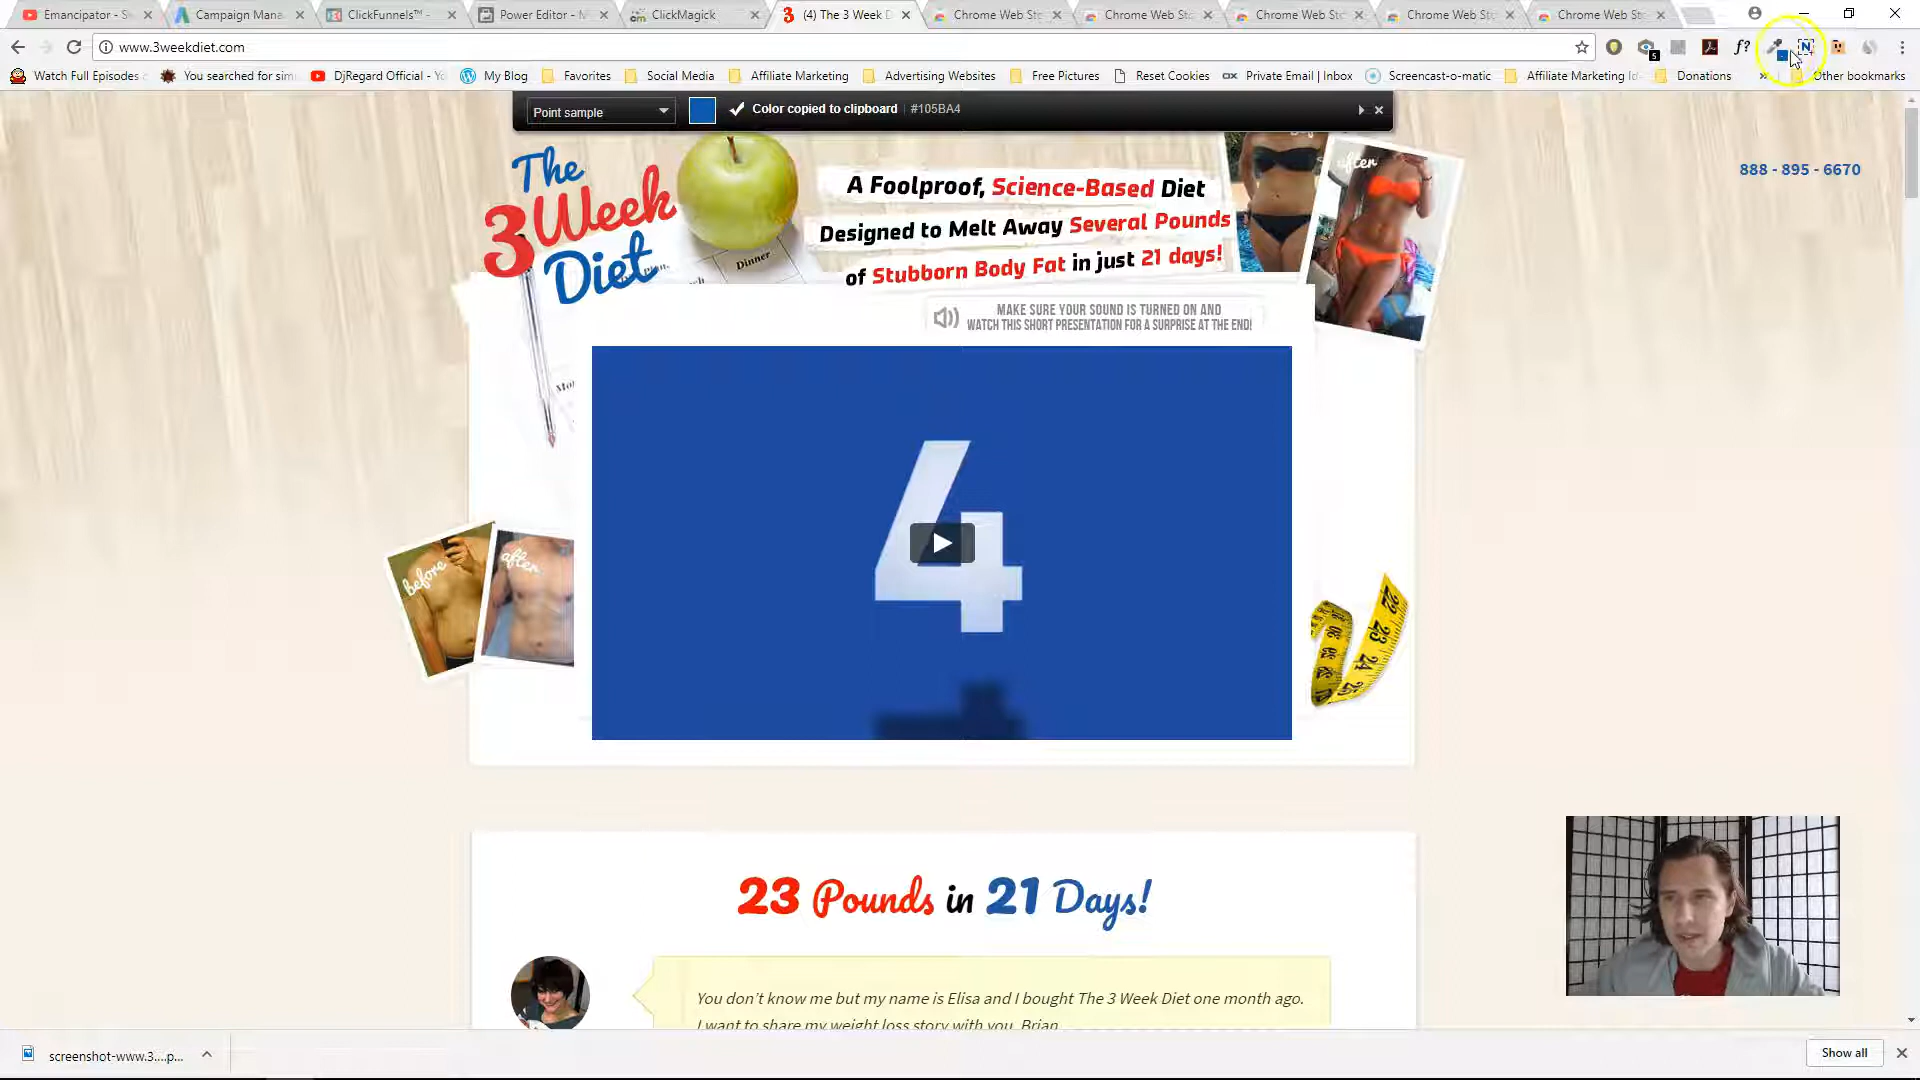 Emancipator - S
Campaign Mana
ClickFunnels™ -
Power Editor - M
ClickMagick
(4) The 3 Week D
Chrome Web Sto
Chrome Web Sto
Chrome Web Sto
Chrome Web Sto
Chrome Web Sto
www.3weekdiet.com
5
f?
N
Watch Full Episodes
You searched for sim
DjRegard Official - Yo
My Blog
Favorites
Social Media
Affiliate Marketing
Advertising Websites
Free Pictures
Reset Cookies
ox Private Email | Inbox
Screencast-o-matic
Affiliate Marketing Id
Donations
»
Other bookmarks
Point sample
Color copied to clipboard #105BA4
The
3 Week
Diet
Dinner
A Foolproof, Science-Based Diet
Designed to Melt Away Several Pounds
of Stubborn Body Fat in just 21 days!
after
888 - 895 - 6670
MAKE SURE YOUR SOUND IS TURNED ON AND
WATCH THIS SHORT PRESENTATION FOR A SURPRISE AT THE END!
4
before
after
22
23
24
25
23 Pounds in 21 Days!
You don't know me but my name is Elisa and I bought The 3 Week Diet one month ago.
I want to share my weight loss story with you, Brian
screenshot-www.3....p...
Show all